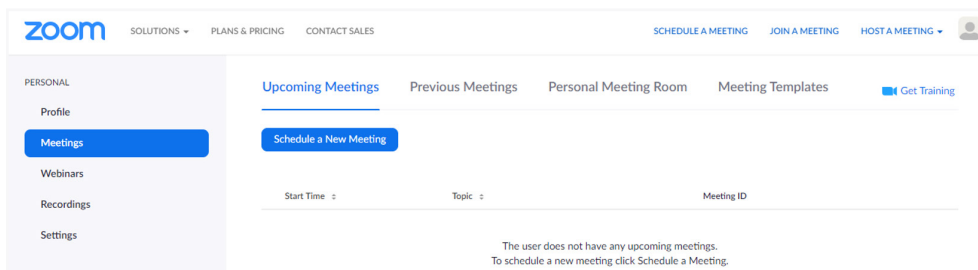 zoom SOLUTIONS PLANS & PRICING CONTACT SALES SCHEDULE A MEETING JOIN A MEETING HOST A MEETING
PERSONAL
Profile
Meetings
Webinars
Recordings
Settings
Upcoming Meetings Previous Meetings Personal Meeting Room Meeting Templates Get Training
Schedule a New Meeting
Start Time Topic Meeting ID
The user does not have any upcoming meetings.
To schedule a new meeting click Schedule a Meeting.